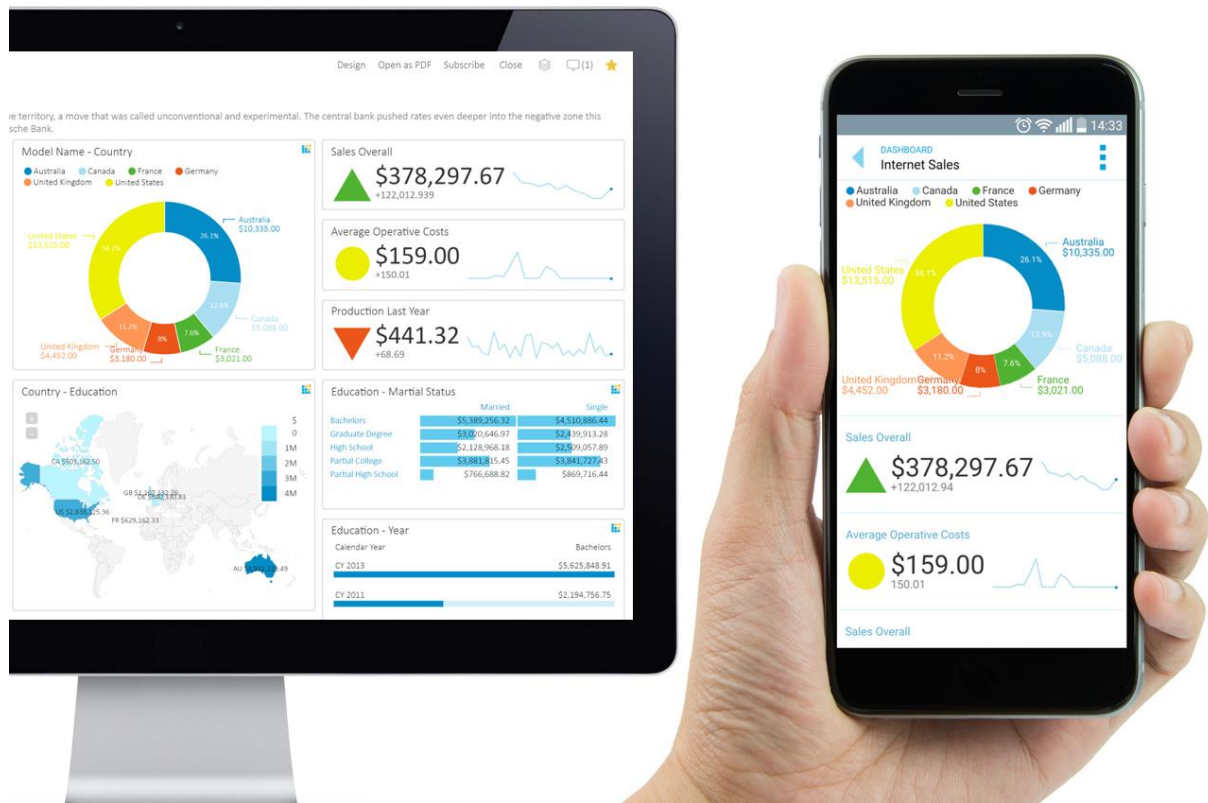 Design Open as PDF Subscribe Close (1)
ve territory, a move that was called unconventional and experimental. The central bank pushed rates even deeper into the negative zone this
sche Bank.
Model Name - Country
Australia Canada France Germany
United Kingdom United States
Australia
$10,335.00
26.1%
United States
$13,515.00
34.1%
12.9%
Canada
$5,088.00
11.2%
8%
7.6%
United Kingdom
$4,452.00
Germany
$3,180.00
France
$3,021.00
Sales Overall
$378,297.67
+122,012.939
Average Operative Costs
$159.00
+150.01
Production Last Year
$441.32
+68.69
Country - Education
+
-
$
0
1M
2M
3M
4M
CA $503,162.50
GB
US
FR $629,162.33
AU
Education - Martial Status
Married Single
Bachelors $5,389,256.32 $4,510,886.44
Graduate Degree $3,020,646.97 $2,439,913.28
High School $2,128,968.18 $2,509,057.89
Partial College $3,881,815.45 $3,841,727.43
Partial High School $766,688.82 $869,716.44
Education - Year
Calendar Year Bachelors
CY 2013 $5,625,848.91
CY 2011 $2,194,756.75
14:33
DASHBOARD
Internet Sales
Australia Canada France Germany
United Kingdom United States
Australia
$10,335.00
26.1%
United States
$13,515.00
34.1%
12.9%
Canada
$5,088.00
11.2%
8%
7.6%
United Kingdom
$4,452.00
Germany
$3,180.00
France
$3,021.00
Sales Overall
$378,297.67
+122,012.94
Average Operative Costs
$159.00
150.01
Sales Overall